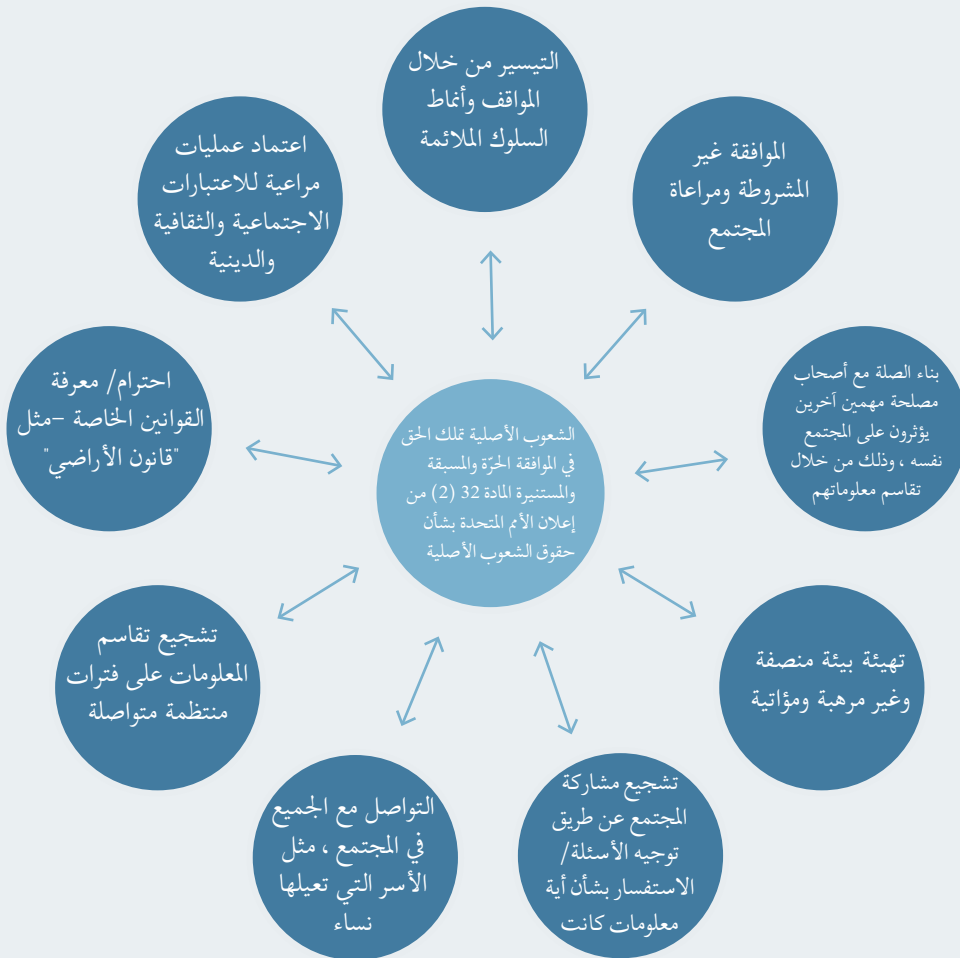 التيسير من خلال
المواقف وأنماط
السلوك الملائمة
الموافقة غير
المشروطة ومراعاة
المجتمع
بناء الصلة مع أصحاب
مصلحة مهمين آخرين
يؤثرون على المجتمع
نفسه ، وذلك من خلال
تقاسم معلوماتهم
تهيئة بيئة منصفة
وغير مرهبة ومؤاتية
تشجيع مشاركة
المجتمع عن طريق
توجيه الأسئلة/
الاستفسار بشأن أية
معلومات كانت
التواصل مع الجميع
في المجتمع ، مثل
الأسر التي تعيلها
نساء
تشجيع تقاسم
المعلومات على فترات
منتظمة متواصلة
احترام/ معرفة
القوانين الخاصة –مثل
"قانون الأراضي"
اعتماد عمليات
مراعية للاعتبارات
الاجتماعية والثقافية
والدينية
الشعوب الأصلية تملك الحق
في الموافقة الحرّة والمسبقة
والمستنيرة المادة 32 (2) من
إعلان الأمم المتحدة بشأن
حقوق الشعوب الأصلية